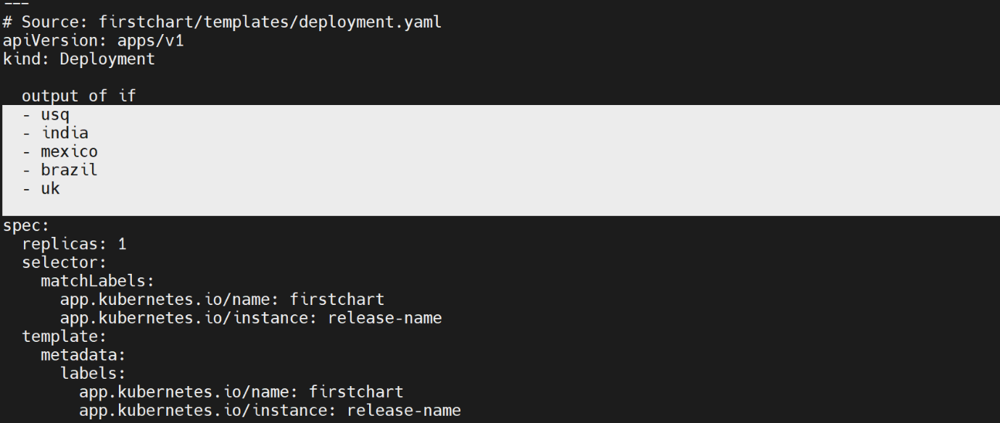 ---
# Source: firstchart/templates/deployment.yaml
apiVersion: apps/v1
kind: Deployment
  output of if
  - usq
  - india
  - mexico
  - brazil
  - uk
spec:
  replicas: 1
  selector:
    matchLabels:
      app.kubernetes.io/name: firstchart
      app.kubernetes.io/instance: release-name
  template:
    metadata:
      labels:
        app.kubernetes.io/name: firstchart
        app.kubernetes.io/instance: release-name